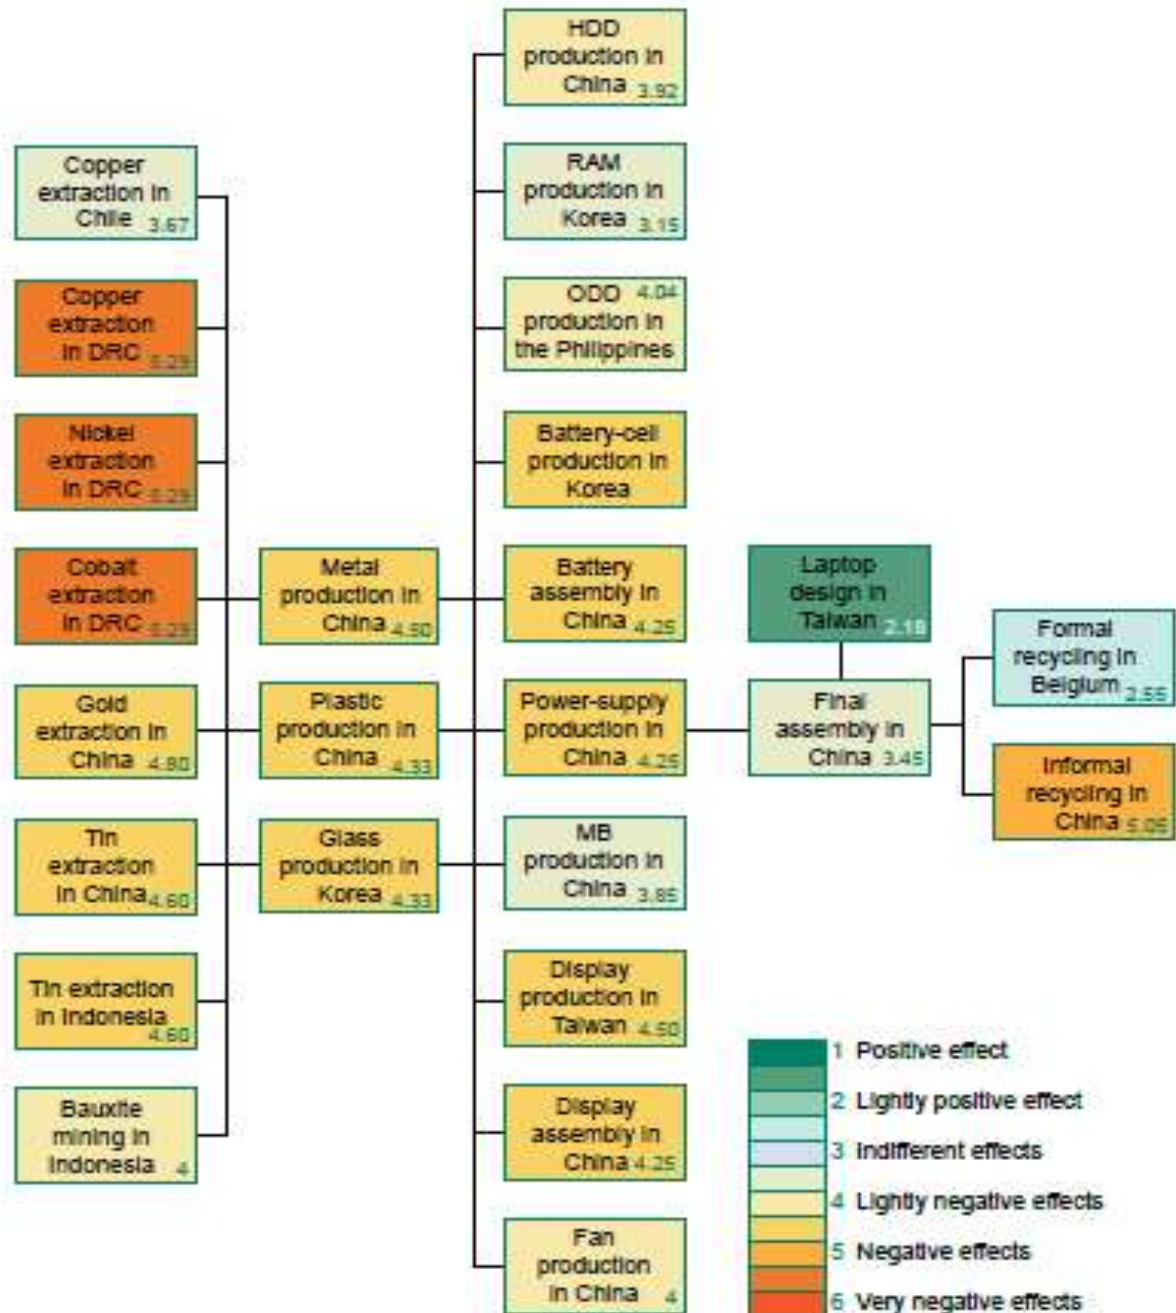 HDD
production in
China 3.92
Copper
extraction in
Chile 3.67
RAM
production in
Korea 3.15
Copper
extraction
in DRC 5.29
ODD 4.04
production in
the Philippines
Nickel
extraction
in DRC 5.29
Battery-cell
production in
Korea
Cobalt
extraction
in DRC 5.29
Metal
production in
China 4.50
Battery
assembly in
China 4.25
Laptop
design in
Taiwan 2.18
Formal
recycling in
Belgium 2.55
Gold
extraction in
China 4.80
Plastic
production in
China 4.33
Power-supply
production in
China 4.25
Final
assembly in
China 3.45
Informal
recycling in
China 5.05
Tin
extraction
in China 4.60
Glass
production in
Korea 4.33
MB
production in
China 3.85
Tin extraction
in Indonesia
4.60
Display
production in
Taiwan 4.50
Bauxite
mining in
Indonesia 4
Display
assembly in
China 4.25
Fan
production
in China 4
1 Positive effect
2 Lightly positive effect
3 Indifferent effects
4 Lightly negative effects
5 Negative effects
6 Very negative effects